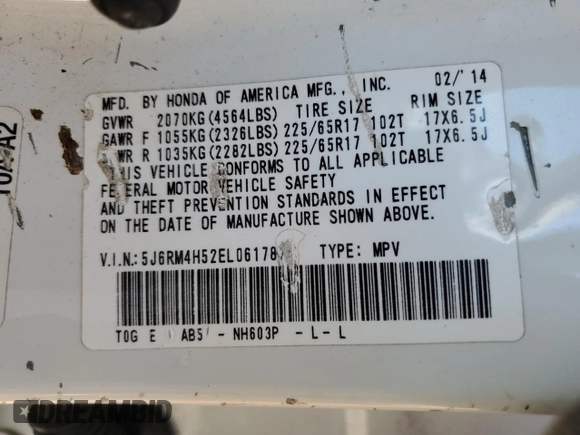 MFD. BY HONDA OF AMERICA MFG., INC. 02/'14
GVWR 2070KG(4564LBS) TIRE SIZE RIM SIZE
GAWR F 1055KG(2326LBS) 225/65R17 102T 17X6.5J
GAWR R 1035KG(2282LBS) 225/65R17 102T 17X6.5J
THIS VEHICLE CONFORMS TO ALL APPLICABLE
FEDERAL MOTOR VEHICLE SAFETY
AND THEFT PREVENTION STANDARDS IN EFFECT
ON THE DATE OF MANUFACTURE SHOWN ABOVE.
V.I.N.: 5J6RM4H52EL06178 TYPE: MPV
TOG E AB5 - NH603P - L - L
DREAMBID